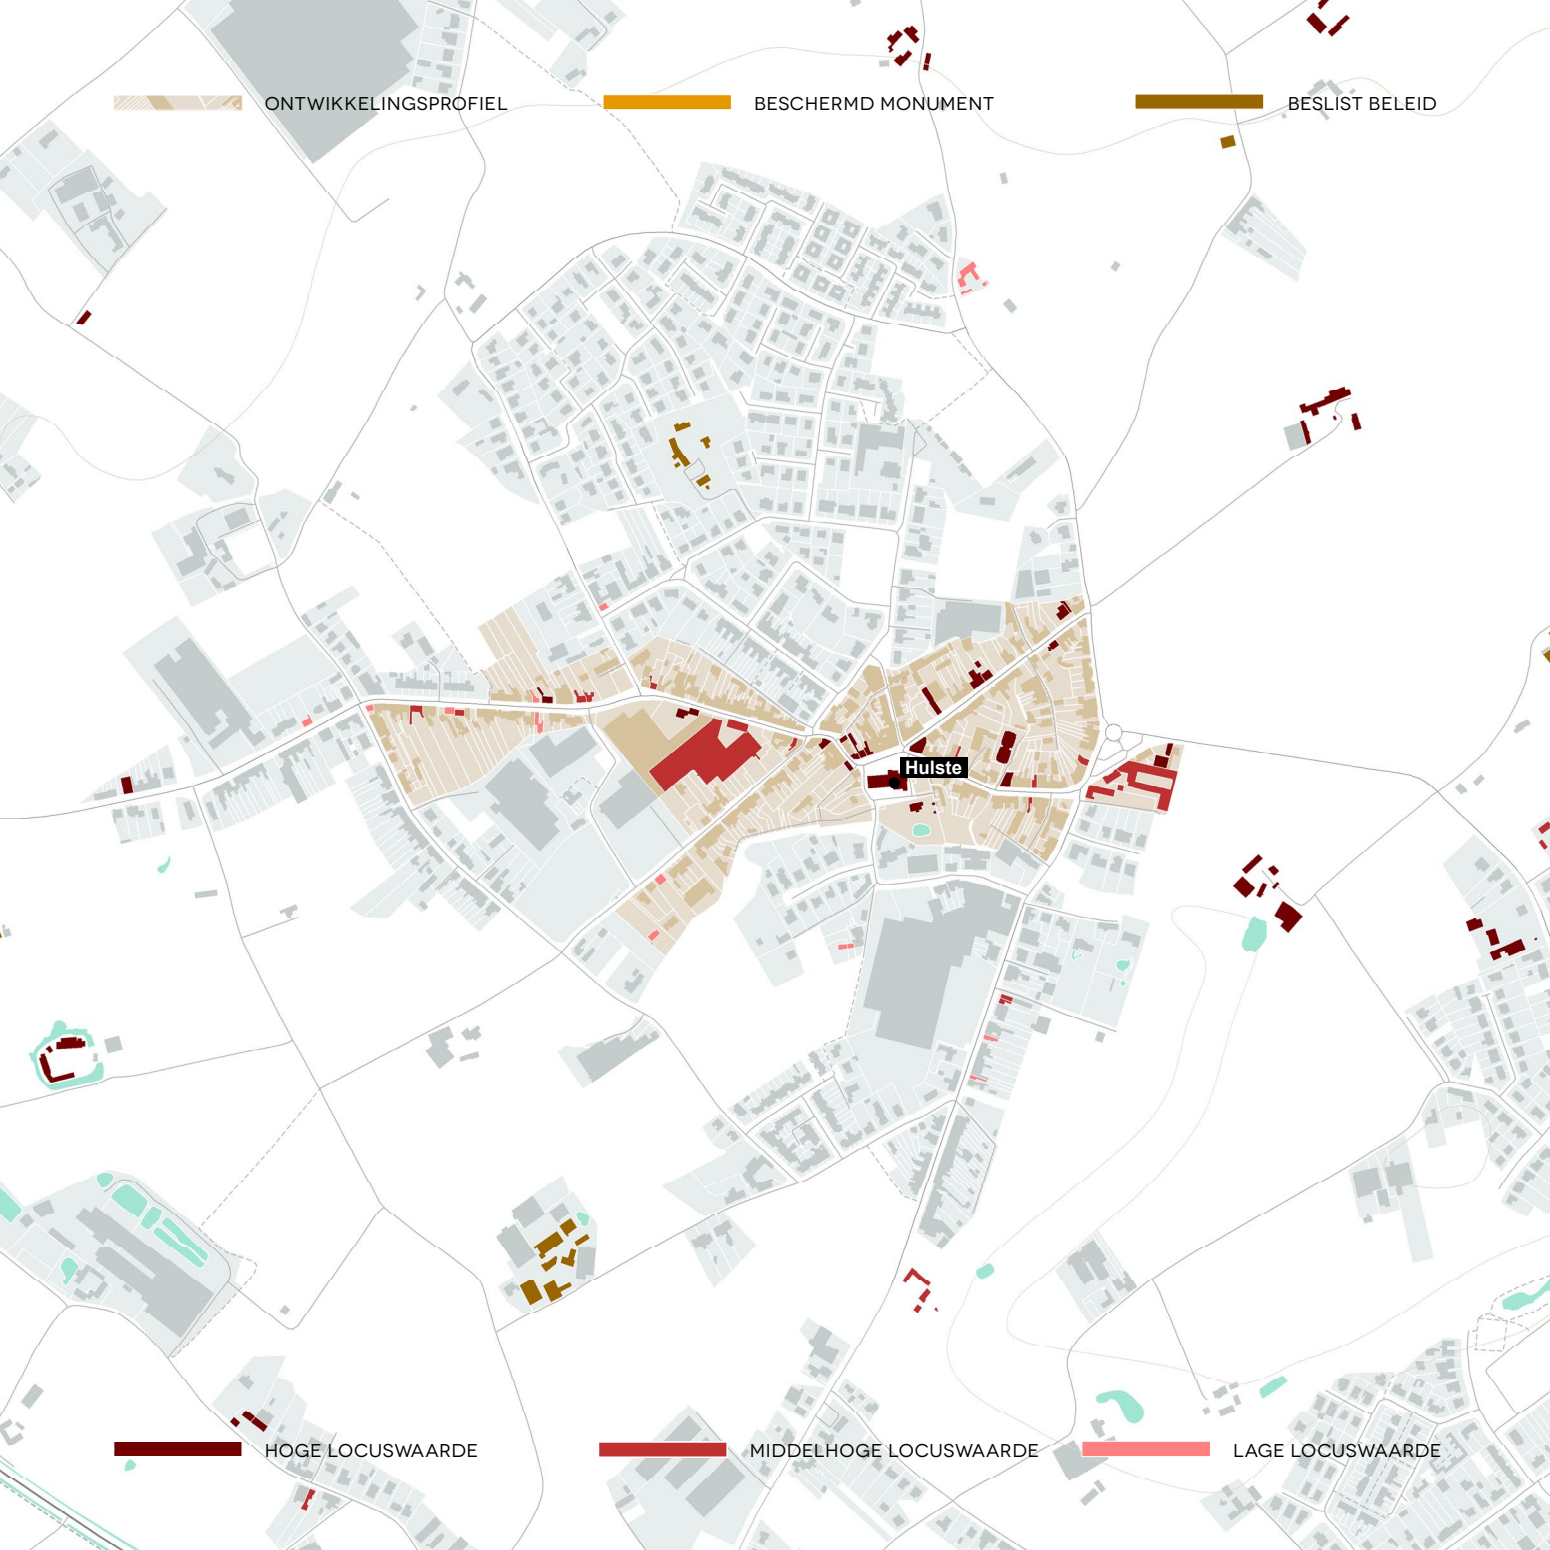 ONTWIKKELINGSPROFIEL
BESCHERMD MONUMENT
BESLIST BELEID
Hulste
HOGE LOCUSWAARDE
MIDDELHOGE LOCUSWAARDE
LAGE LOCUSWAARDE